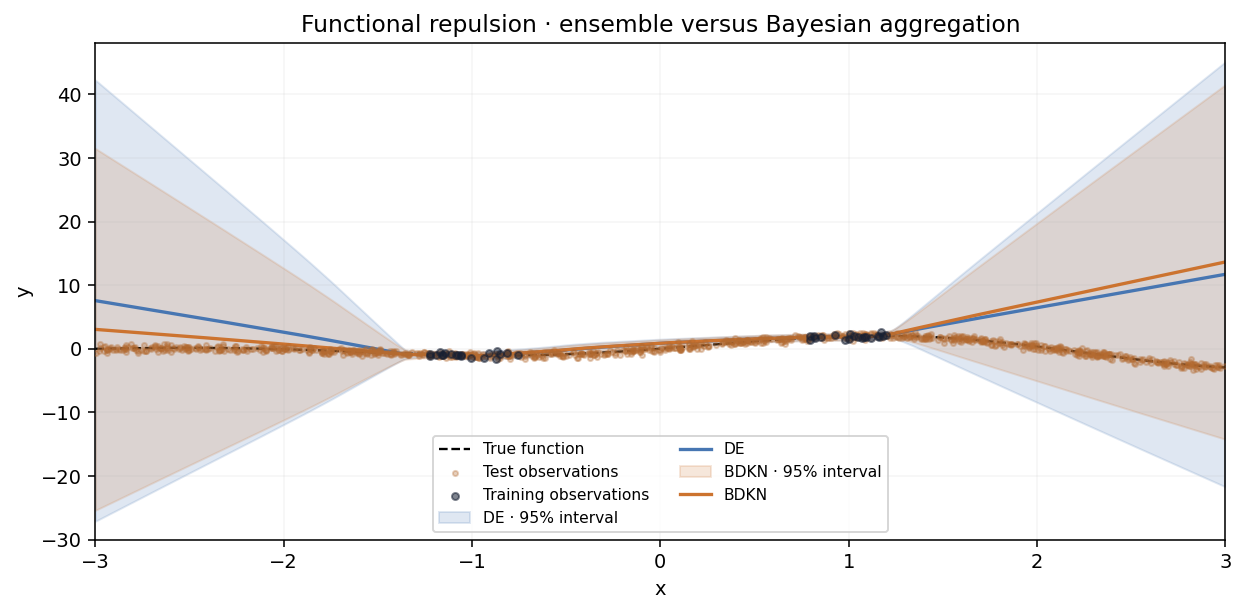 Functional repulsion · ensemble versus Bayesian aggregation
y
40
30
20
10
0
−10
−20
−30
True function
Test observations
Training observations
DE · 95% interval
DE
BDKN · 95% interval
BDKN
−3
−2
−1
0
1
2
3
x